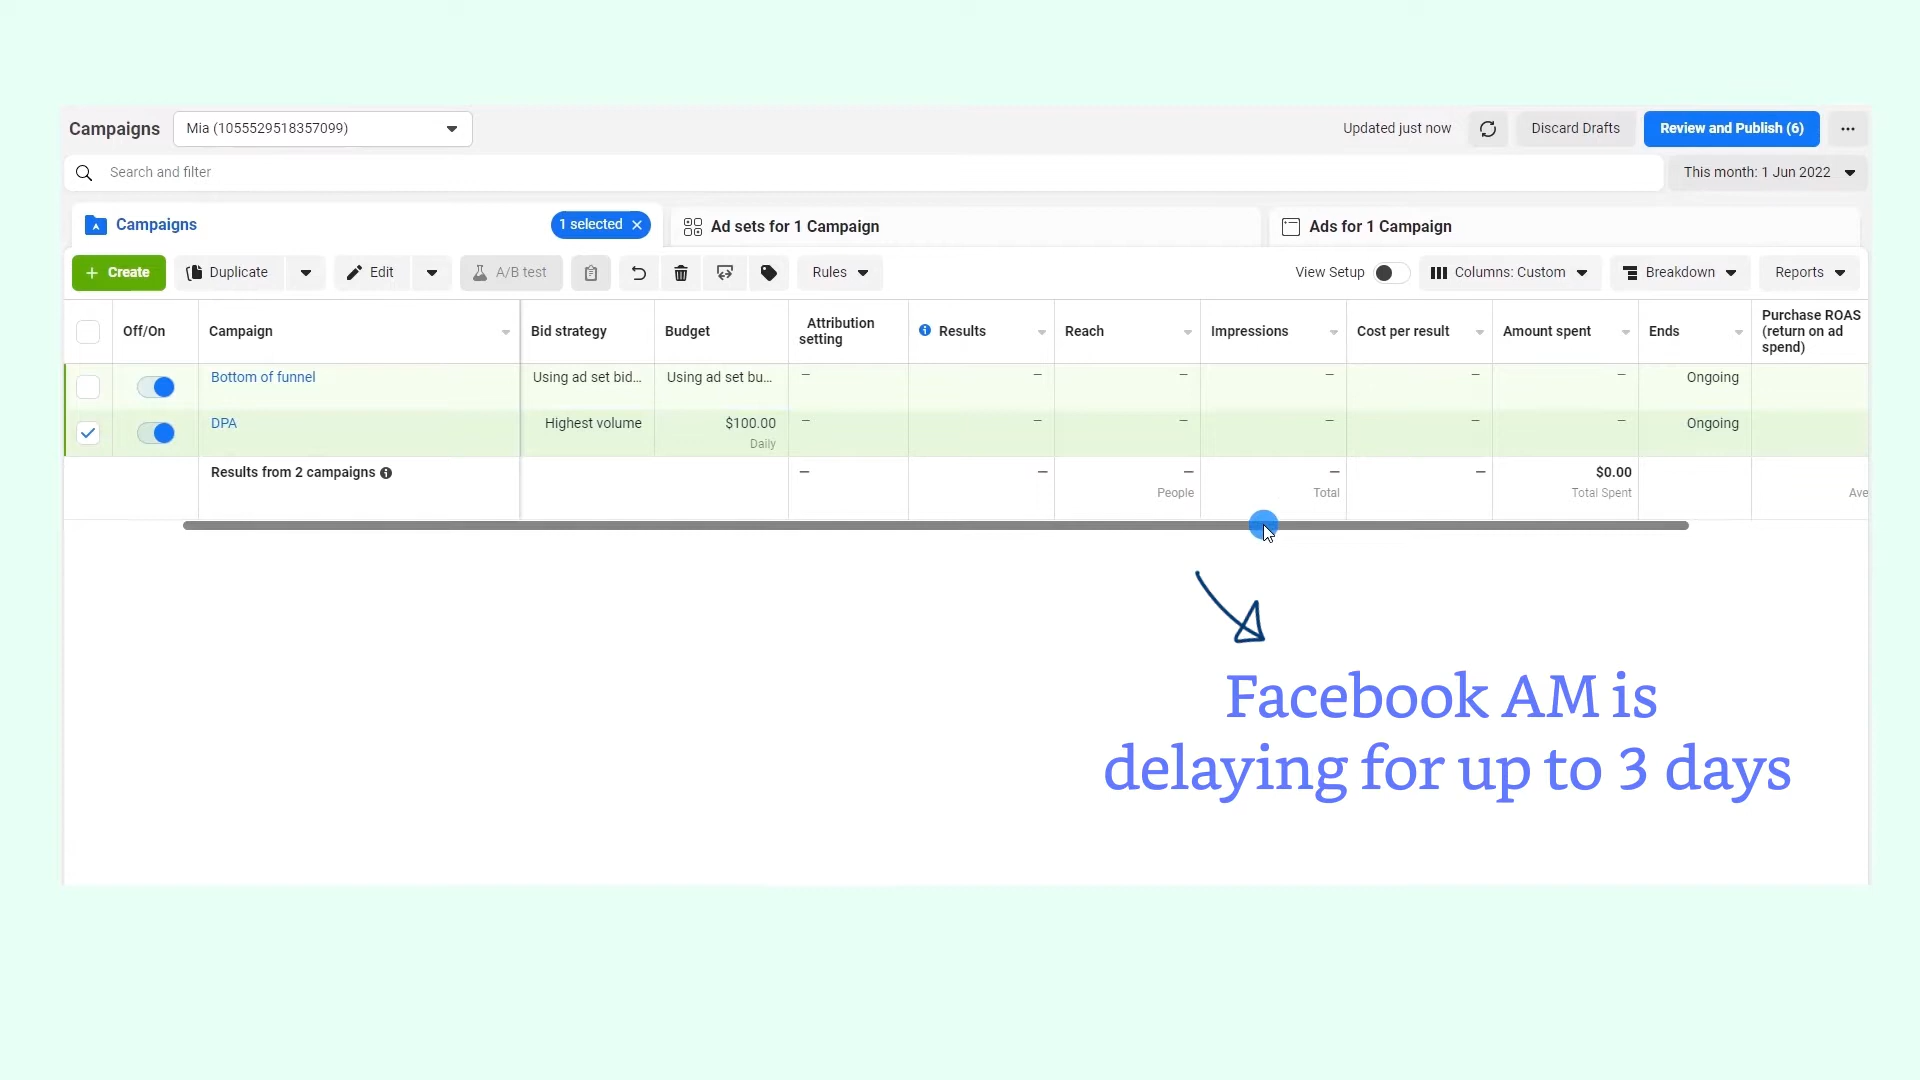 Campaigns Mia (1055529518357099) Updated just now Discard Drafts Review and Publish (6) ...
Search and filter This month: 1 Jun 2022
Campaigns 1 selected Ad sets for 1 Campaign Ads for 1 Campaign
+ Create Duplicate Edit A/B test Rules View Setup Columns: Custom Breakdown Reports
Off/On Campaign Bid strategy Budget Attribution setting Results Reach Impressions Cost per result Amount spent Ends Purchase ROAS (return on ad spend)
Bottom of funnel Using ad set bid... Using ad set bu... — — — — — — Ongoing
DPA Highest volume $100.00 — — — — — — Ongoing
Daily
Results from 2 campaigns — — — — — $0.00
People Total Total Spent Ave
Facebook AM is
delaying for up to 3 days